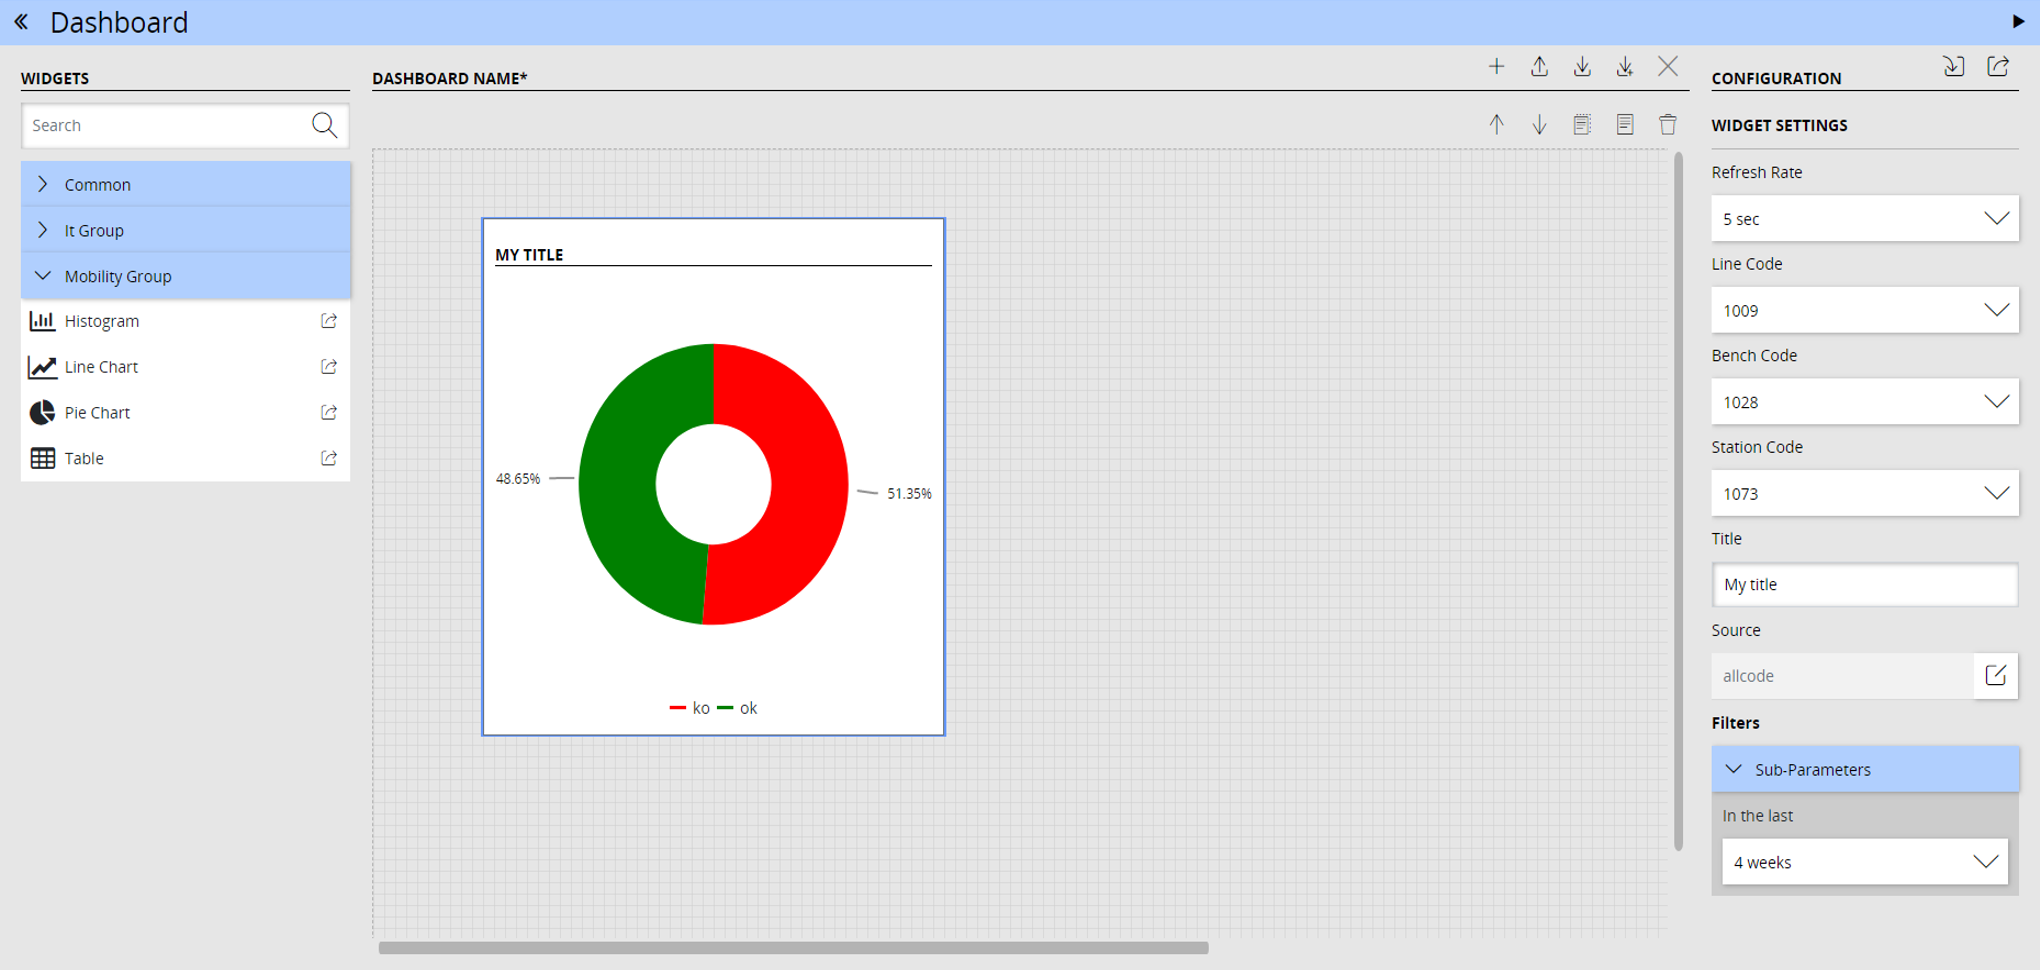 Dashboard
WIDGETS
Search
Common
It Group
Mobility Group
Histogram
Line Chart
Pie Chart
Table
DASHBOARD NAME*
MY TITLE
48.65%
51.35%
ko ok
CONFIGURATION
WIDGET SETTINGS
Refresh Rate
5 sec
Line Code
1009
Bench Code
1028
Station Code
1073
Title
My title
Source
allcode
Filters
Sub-Parameters
In the last
4 weeks